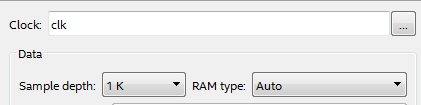 Clock: clk ...
Data
Sample depth: 1 K RAM type: Auto